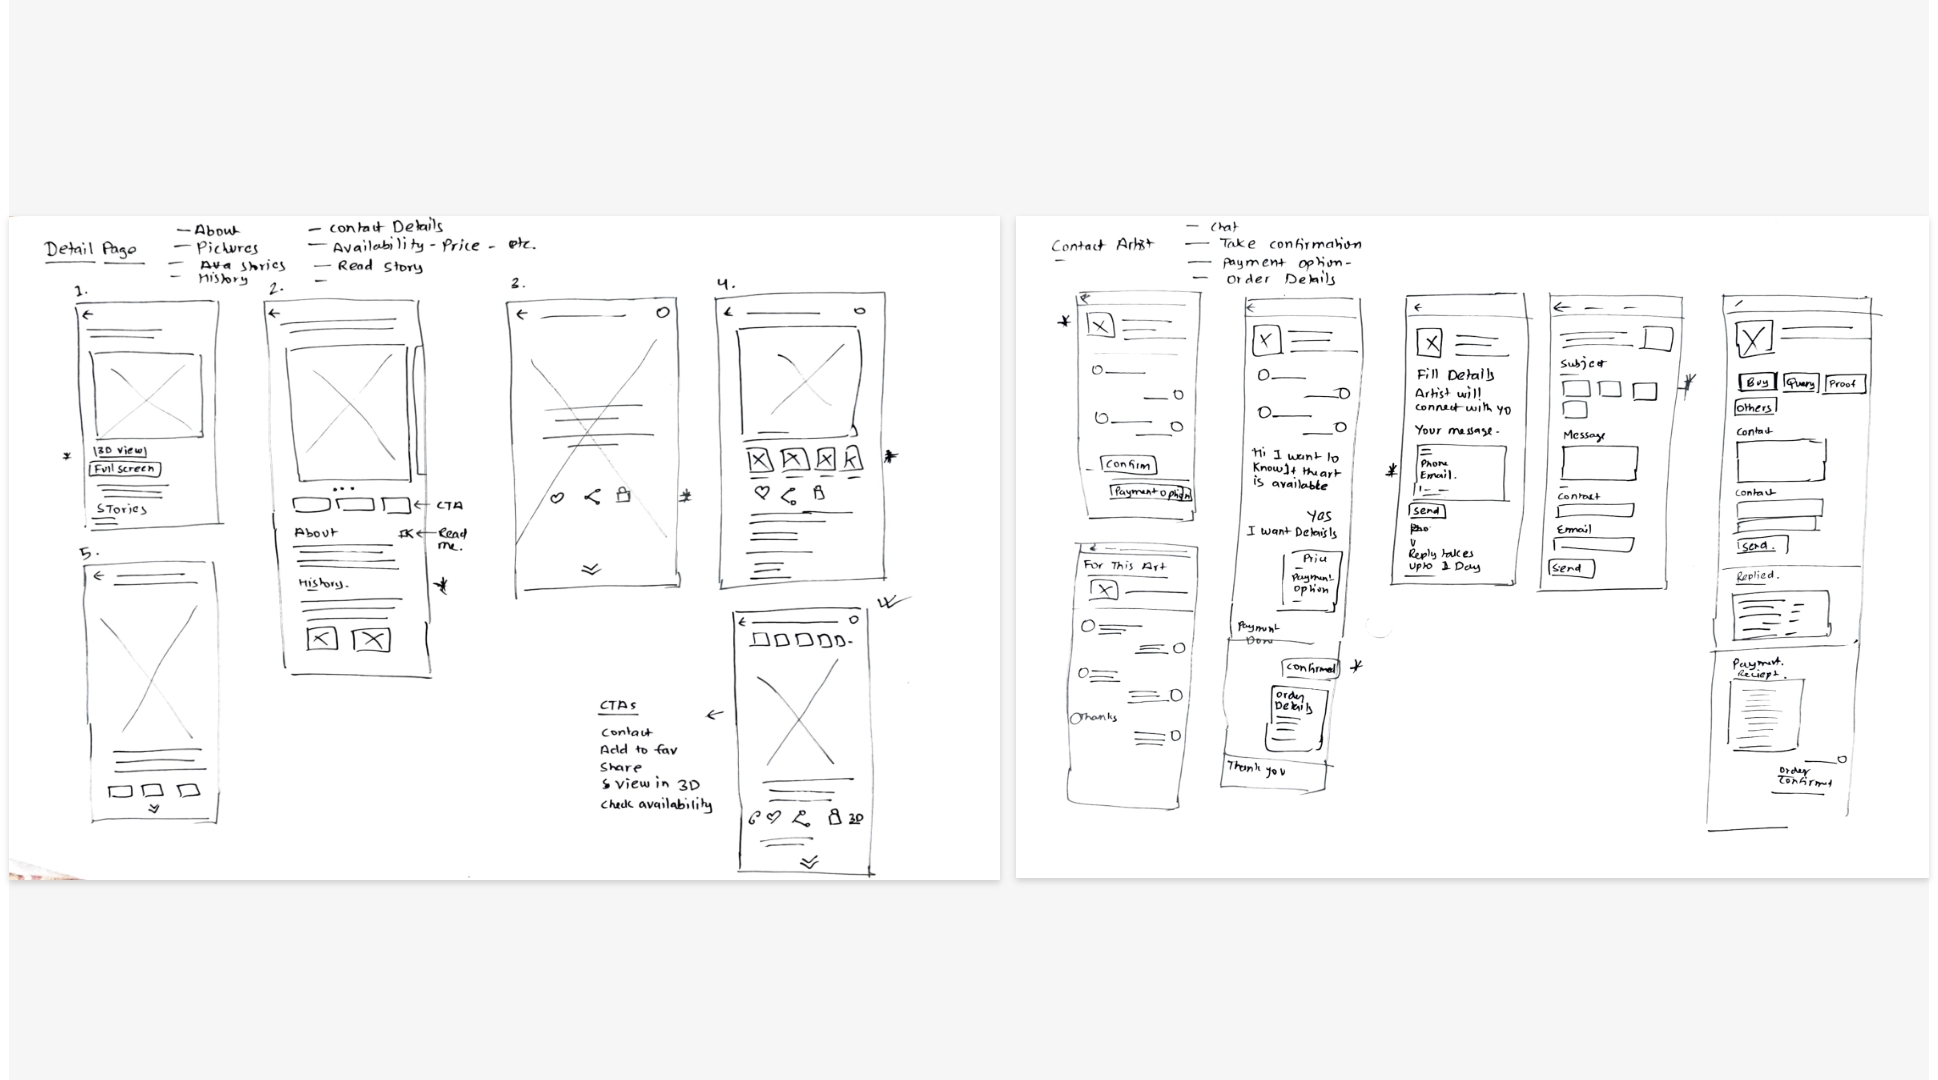 Detail Page
— About
— Pictures
— stories
— History
— Contact Details
— Availability - Price - etc.
— Read Story
1.
3D view
Full screen
STories
2.
← CTA
About
← Read me.
History.
3.
4.
5.
CTAs
Contact
Add to fav
Share
view in 3D
check availability
3D
Contact Artist
— Chat
— Take confirmation
— Payment option-
— Order Details
Confirm
Payment option
For This Art
Thanks
Hi I want to
Know If the art
is available
Yes
I want Details
Price
Payment
Option
Payment
Done
Confirmed
Order
Details
Thank you
Fill Details
Artist will
connect with yo
Your message -
Phone
Email.
Send
Reply takes
upto 1 Day
Subject
Message
Contact
Email
Send
Buy
Query
Proof
Others
Contact
Contact
Send.
Replied.
Payment.
Reciept.
Order
Confirmed